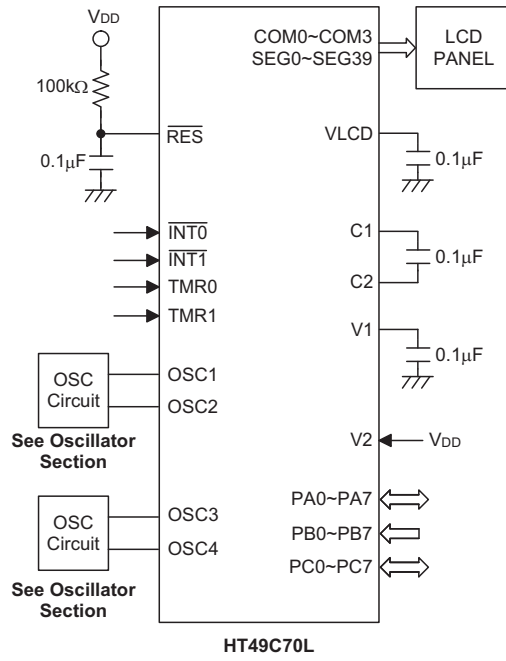 VDD
100kΩ
0.1μF
RES
INT0
INT1
TMR0
TMR1
OSC
Circuit
OSC1
OSC2
See Oscillator
Section
OSC
Circuit
OSC3
OSC4
See Oscillator
Section
COM0~COM3
SEG0~SEG39
LCD
PANEL
VLCD
0.1μF
C1
0.1μF
C2
V1
0.1μF
V2
VDD
PA0~PA7
PB0~PB7
PC0~PC7
HT49C70L